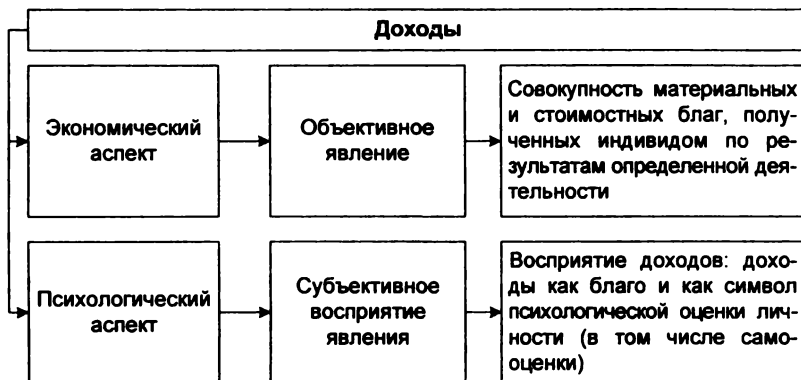 Доходы
Экономический
аспект
Объективное
явление
Совокупность материальных
и стоимостных благ, полу-
ченных индивидом по ре-
зультатам определенной дея-
тельности
Психологический
аспект
Субъективное
восприятие
явления
Восприятие доходов: дохо-
ды как благо и как символ
психологической оценки лич-
ности (в том числе само-
оценки)